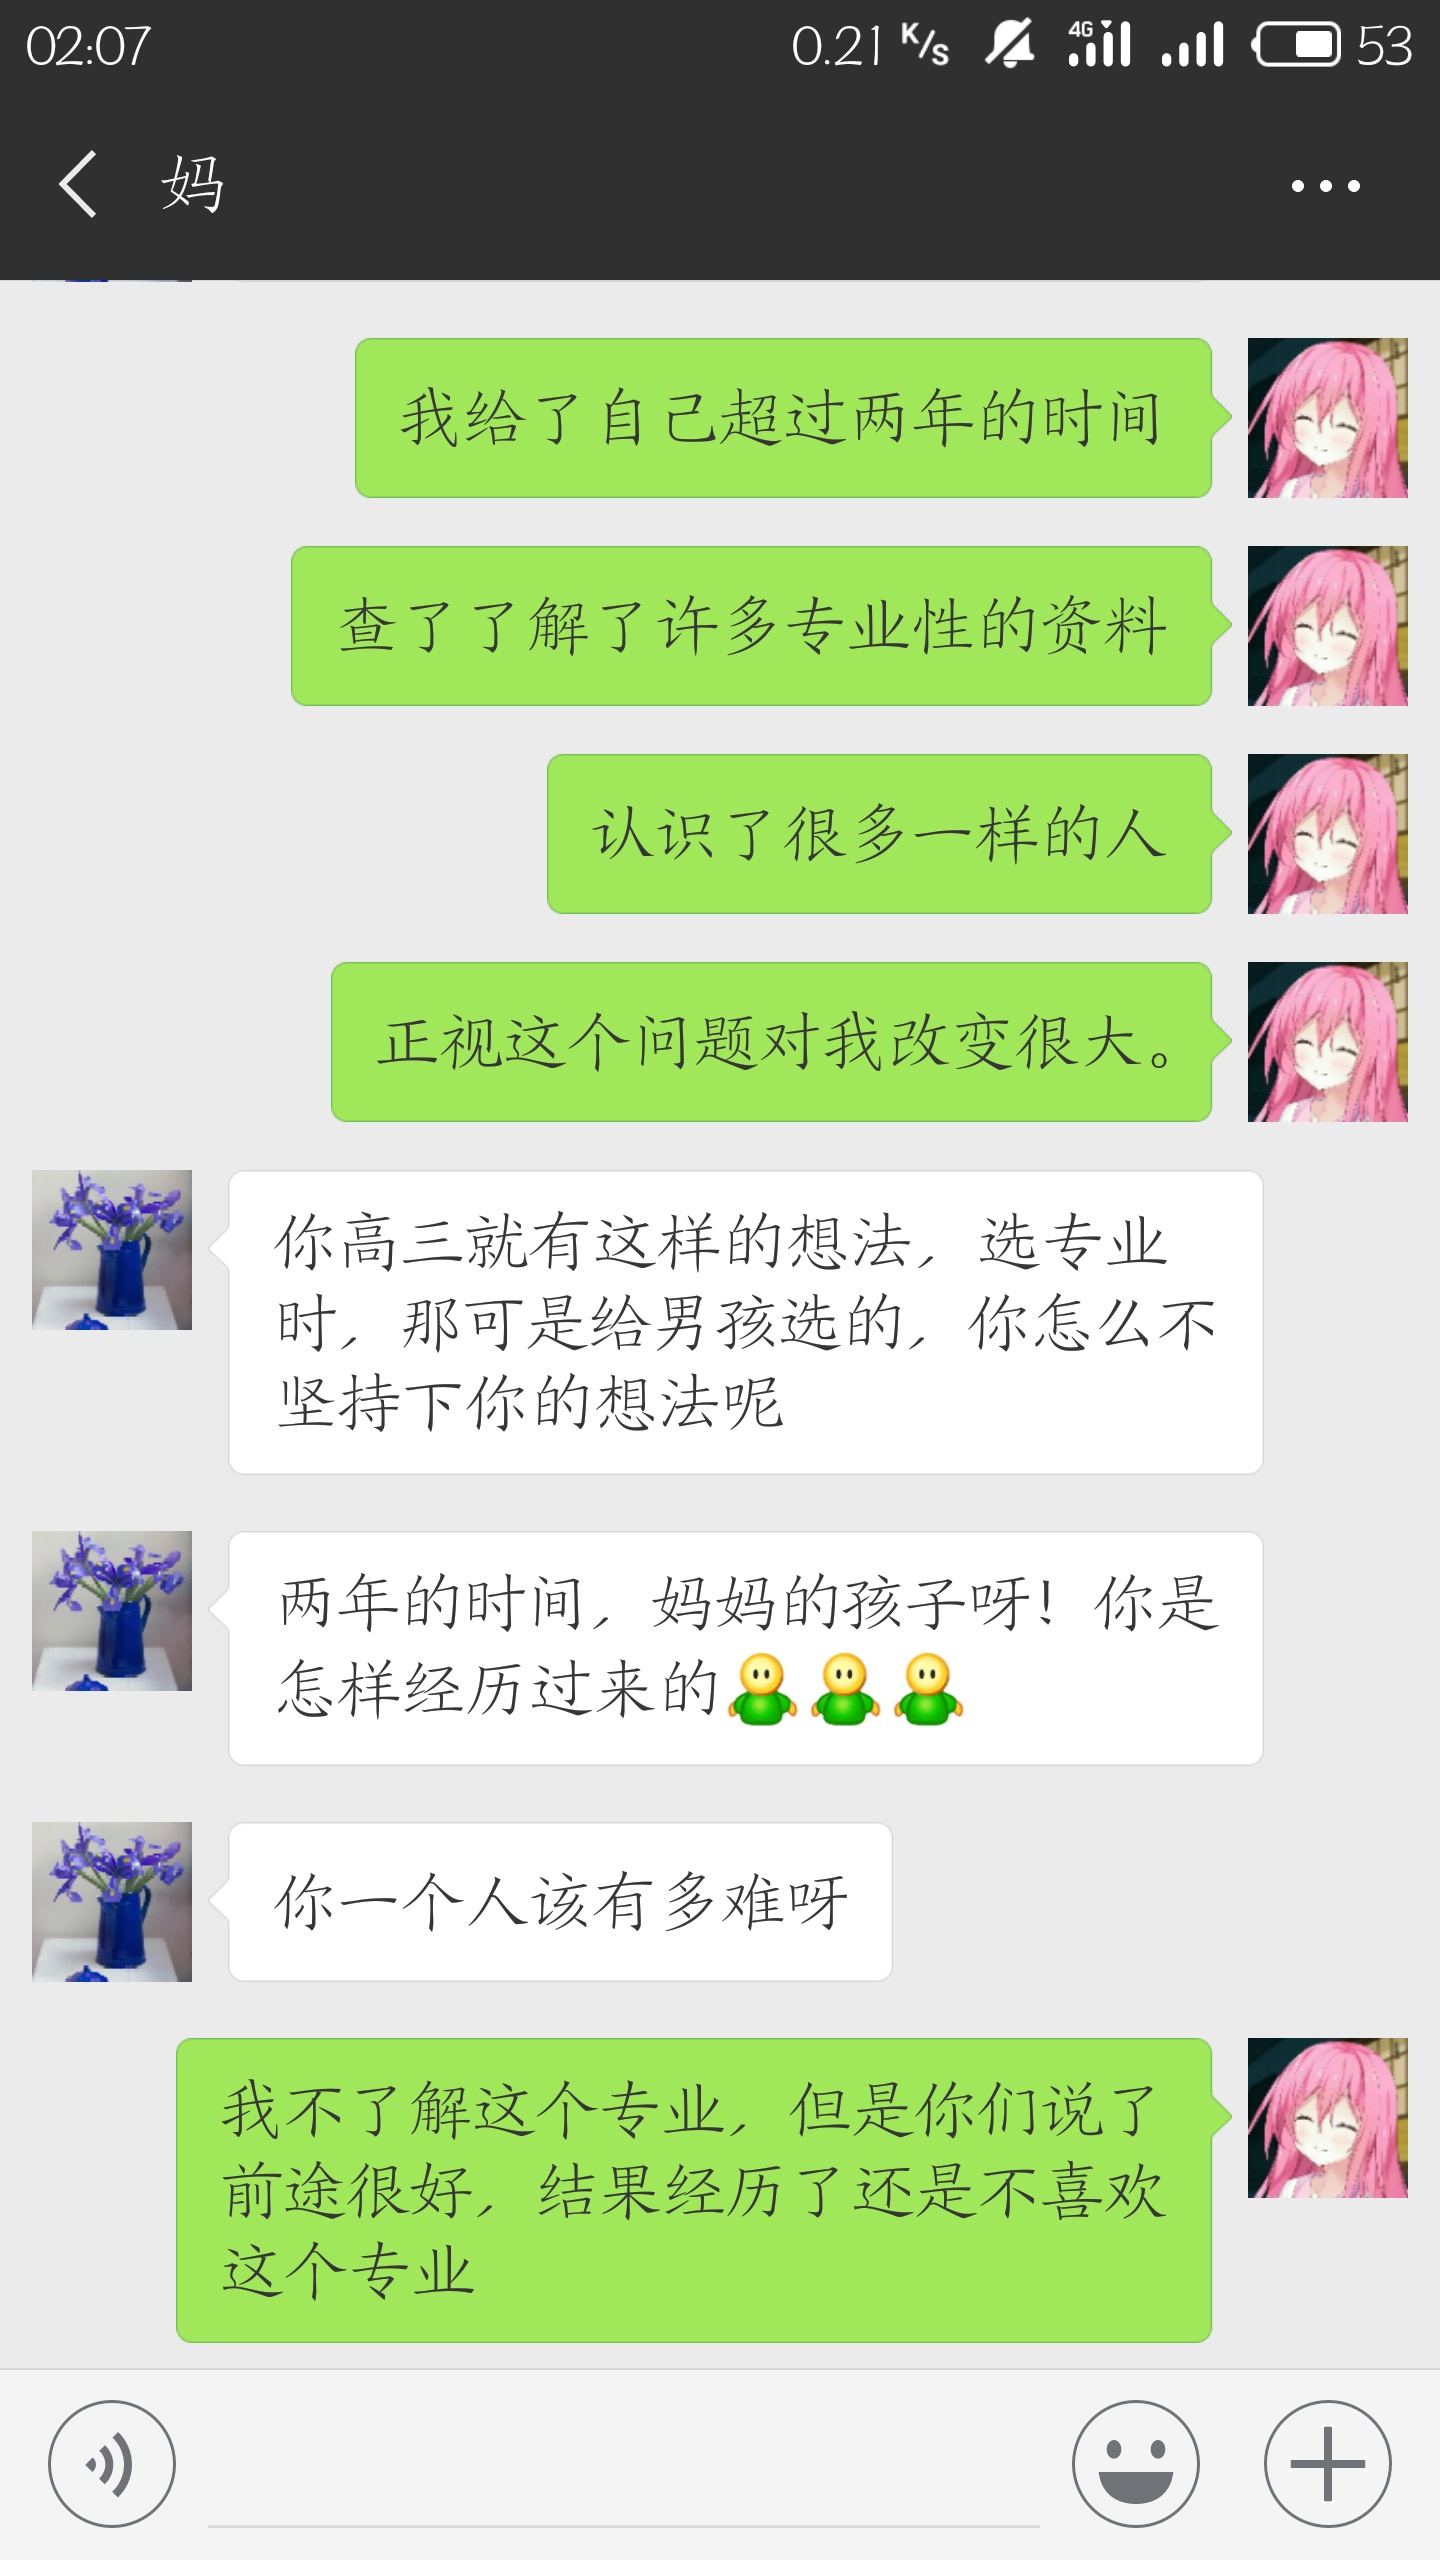 02:07
0.21 K/s 4G 53
妈
我给了自己超过两年的时间
查了了解了许多专业性的资料
认识了很多一样的人
正视这个问题对我改变很大。
你高三就有这样的想法，选专业
时，那可是给男孩选的，你怎么不
坚持下你的想法呢
两年的时间，妈妈的孩子呀！你是
怎样经历过来的
你一个人该有多难呀
我不了解这个专业，但是你们说了
前途很好，结果经历了还是不喜欢
这个专业